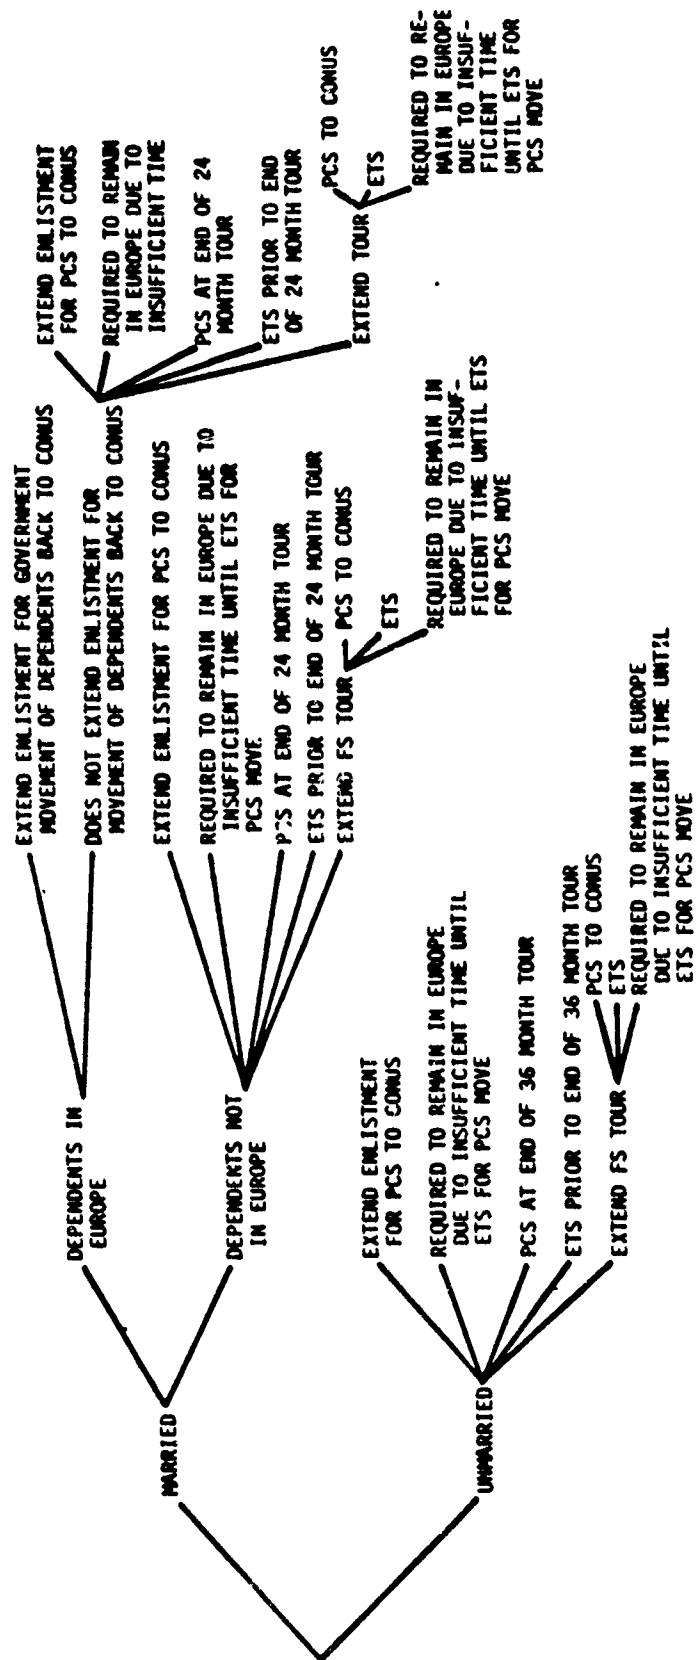 MARRIED
DEPENDENTS IN
EUROPE
EXTEND ENLISTMENT FOR GOVERNMENT
MOVEMENT OF DEPENDENTS BACK TO CONUS
DOES NOT EXTEND ENLISTMENT FOR
MOVEMENT OF DEPENDENTS BACK TO CONUS
EXTEND ENLISTMENT
FOR PCS TO CONUS
REQUIRED TO REMAIN
IN EUROPE DUE TO
INSUFFICIENT TIME
PCS AT END OF 24
MONTH TOUR
ETS PRIOR TO END
OF 24 MONTH TOUR
EXTEND TOUR
PCS TO CONUS
ETS
REQUIRED TO RE-
MAIN IN EUROPE
DUE TO INSUF-
FICIENT TIME
UNTIL ETS FOR
PCS MOVE
DEPENDENTS NOT
IN EUROPE
EXTEND ENLISTMENT FOR PCS TO CONUS
REQUIRED TO REMAIN IN EUROPE DUE TO
INSUFFICIENT TIME UNTIL ETS FOR
PCS MOVE
PCS AT END OF 24 MONTH TOUR
ETS PRIOR TO END OF 24 MONTH TOUR
EXTEND FS TOUR
PCS TO CONUS
ETS
REQUIRED TO REMAIN IN
EUROPE DUE TO INSUF-
FICIENT TIME UNTIL ETS
FOR PCS MOVE
UNMARRIED
EXTEND ENLISTMENT
FOR PCS TO CONUS
REQUIRED TO REMAIN IN EUROPE
DUE TO INSUFFICIENT TIME UNTIL
ETS FOR PCS MOVE
PCS AT END OF 36 MONTH TOUR
ETS PRIOR TO END OF 36 MONTH TOUR
EXTEND FS TOUR
PCS TO CONUS
ETS
REQUIRED TO REMAIN IN EUROPE
DUE TO INSUFFICIENT TIME UNTIL
ETS FOR PCS MOVE